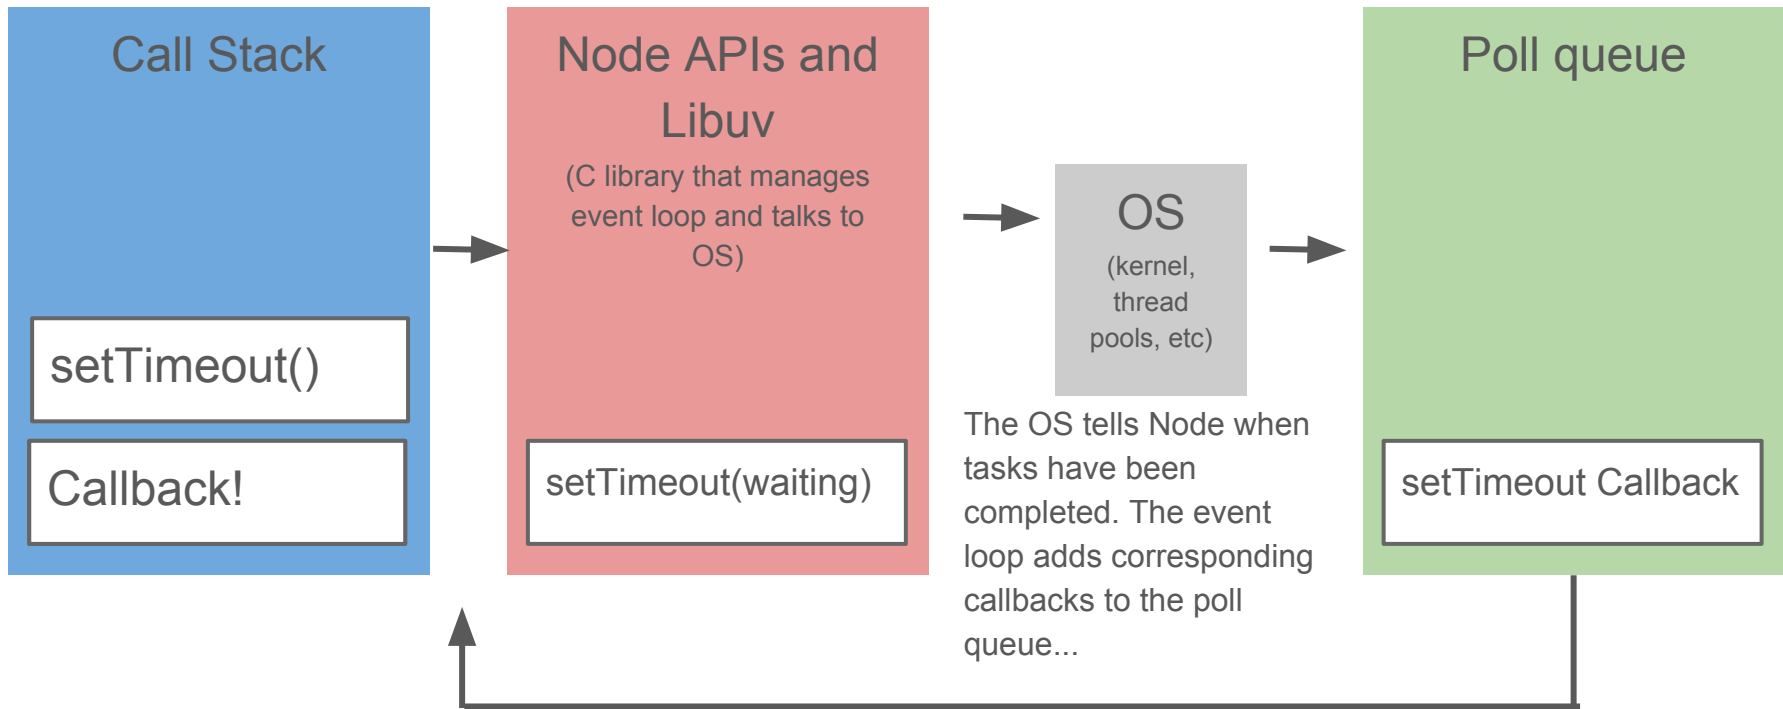 Call Stack
setTimeout()
Callback!
Node APIs and
Libuv
(C library that manages
event loop and talks to
OS)
setTimeout(waiting)
OS
(kernel,
thread
pools, etc)
The OS tells Node when
tasks have been
completed. The event
loop adds corresponding
callbacks to the poll
queue...
Poll queue
setTimeout Callback